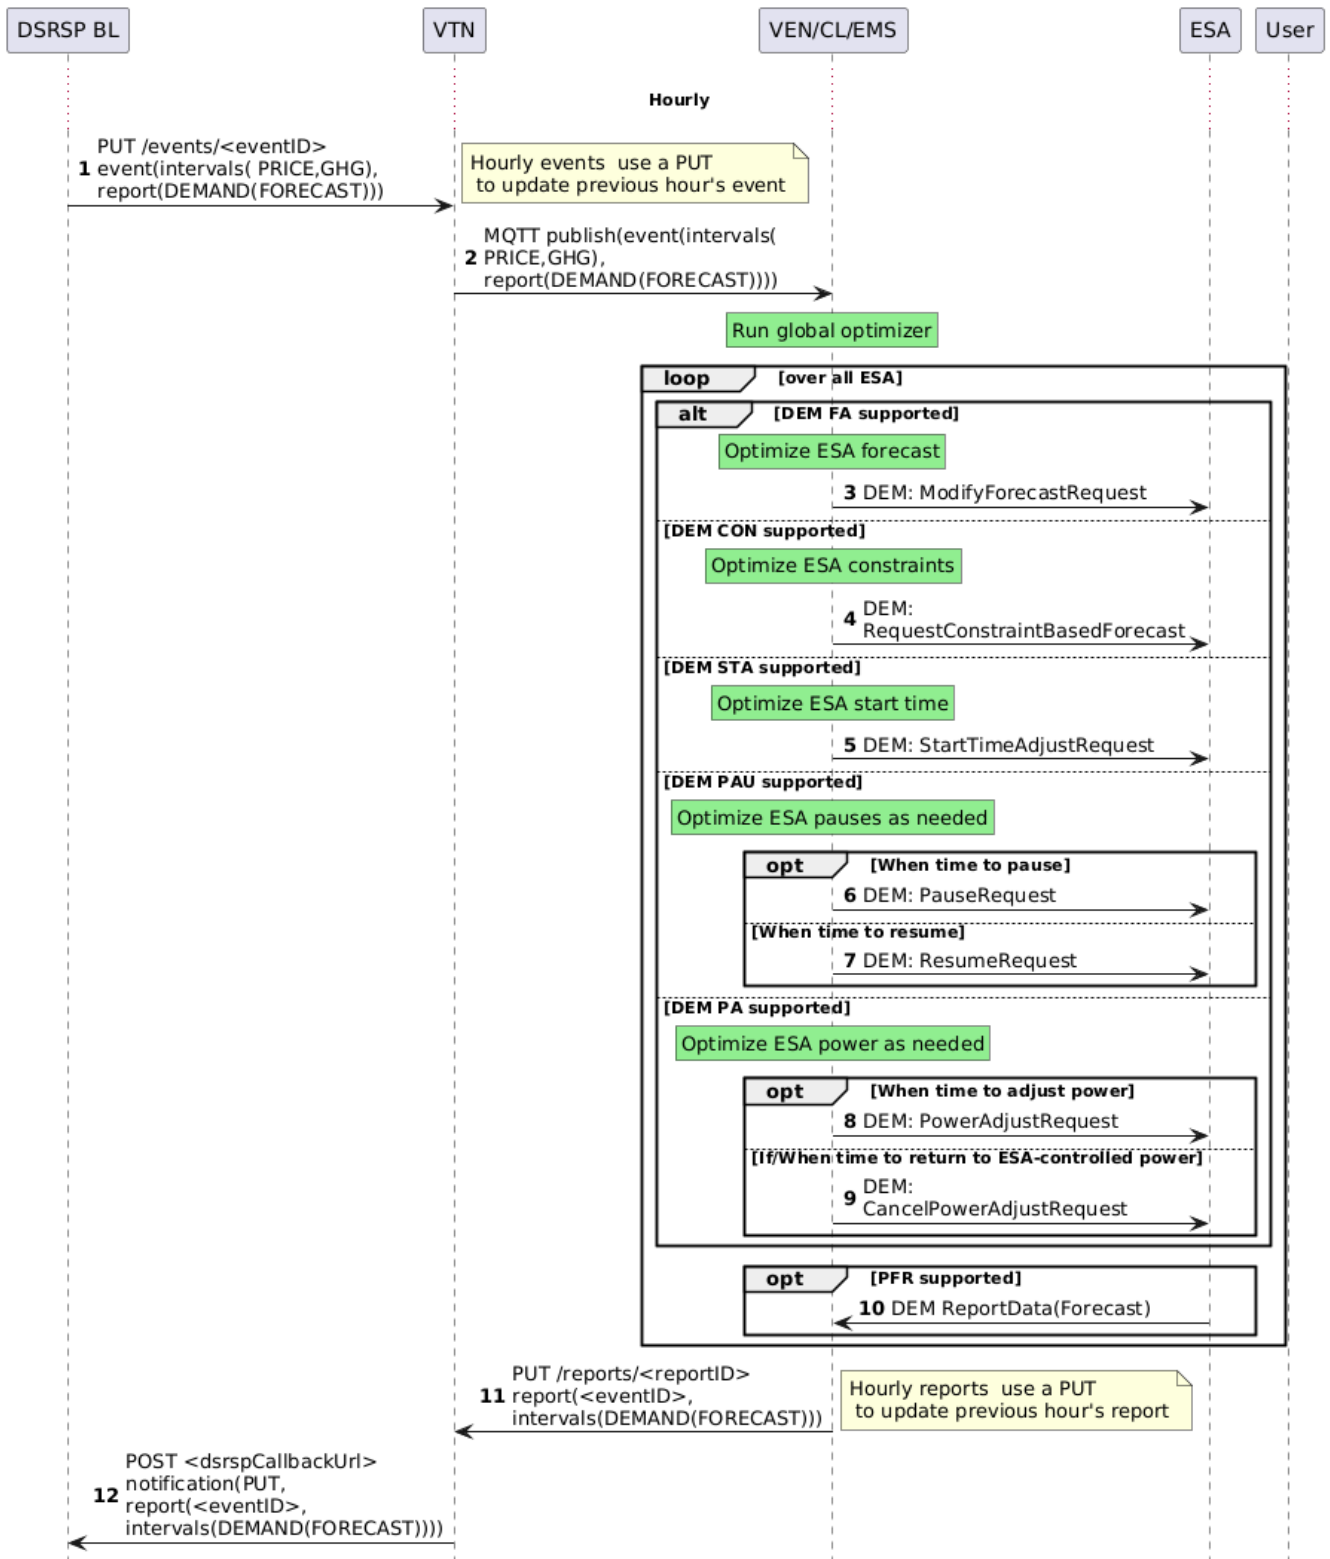 DSRSP BL
VTN
VEN/CL/EMS
ESA
User
Hourly
PUT /events/<eventID>
1 event(intervals( PRICE,GHG),
report(DEMAND(FORECAST)))
Hourly events  use a PUT
to update previous hour's event
MQTT publish(event(intervals(
2 PRICE,GHG),
report(DEMAND(FORECAST))))
Run global optimizer
loop [over all ESA]
alt [DEM FA supported]
Optimize ESA forecast
3 DEM: ModifyForecastRequest
[DEM CON supported]
Optimize ESA constraints
4 DEM:
RequestConstraintBasedForecast
[DEM STA supported]
Optimize ESA start time
5 DEM: StartTimeAdjustRequest
[DEM PAU supported]
Optimize ESA pauses as needed
opt [When time to pause]
6 DEM: PauseRequest
[When time to resume]
7 DEM: ResumeRequest
[DEM PA supported]
Optimize ESA power as needed
opt [When time to adjust power]
8 DEM: PowerAdjustRequest
[If/When time to return to ESA-controlled power]
9 DEM:
CancelPowerAdjustRequest
opt [PFR supported]
10 DEM ReportData(Forecast)
PUT /reports/<reportID>
11 report(<eventID>,
intervals(DEMAND(FORECAST)))
Hourly reports  use a PUT
to update previous hour's report
POST <dsrspCallbackUrl>
12 notification(PUT,
report(<eventID>,
intervals(DEMAND(FORECAST))))